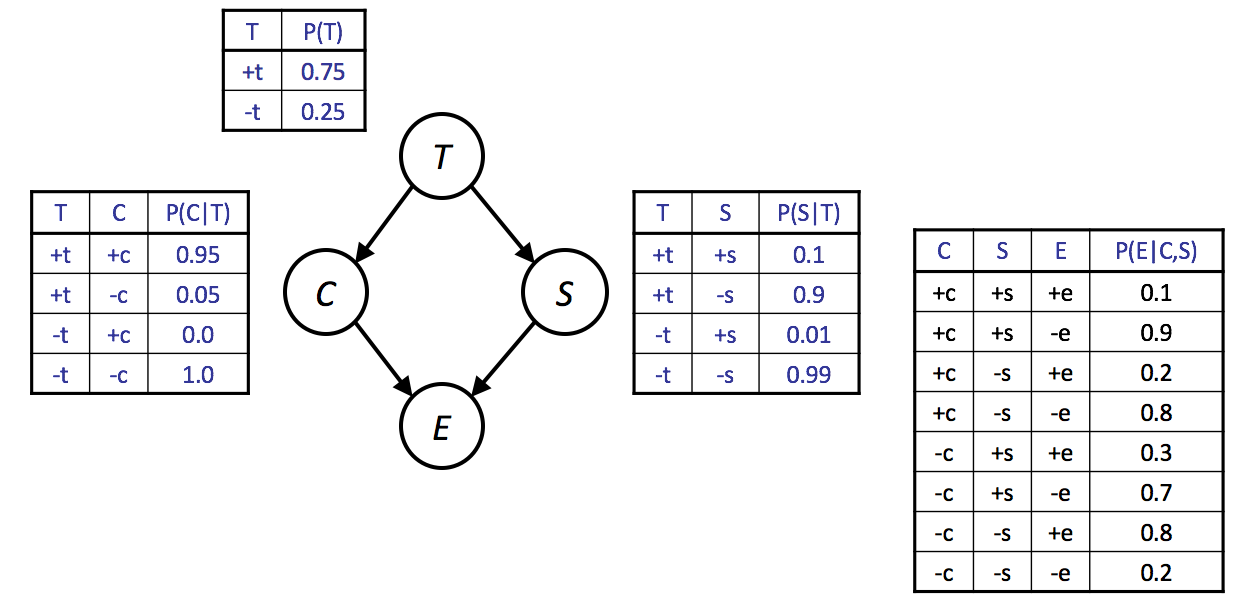 T P(T)
+t 0.75
-t 0.25
T
T C P(C|T)
+t +c 0.95
+t -c 0.05
-t +c 0.0
-t -c 1.0
C
S
T S P(S|T)
+t +s 0.1
+t -s 0.9
-t +s 0.01
-t -s 0.99
E
C S E P(E|C,S)
+c +s +e 0.1
+c +s -e 0.9
+c -s +e 0.2
+c -s -e 0.8
-c +s +e 0.3
-c +s -e 0.7
-c -s +e 0.8
-c -s -e 0.2